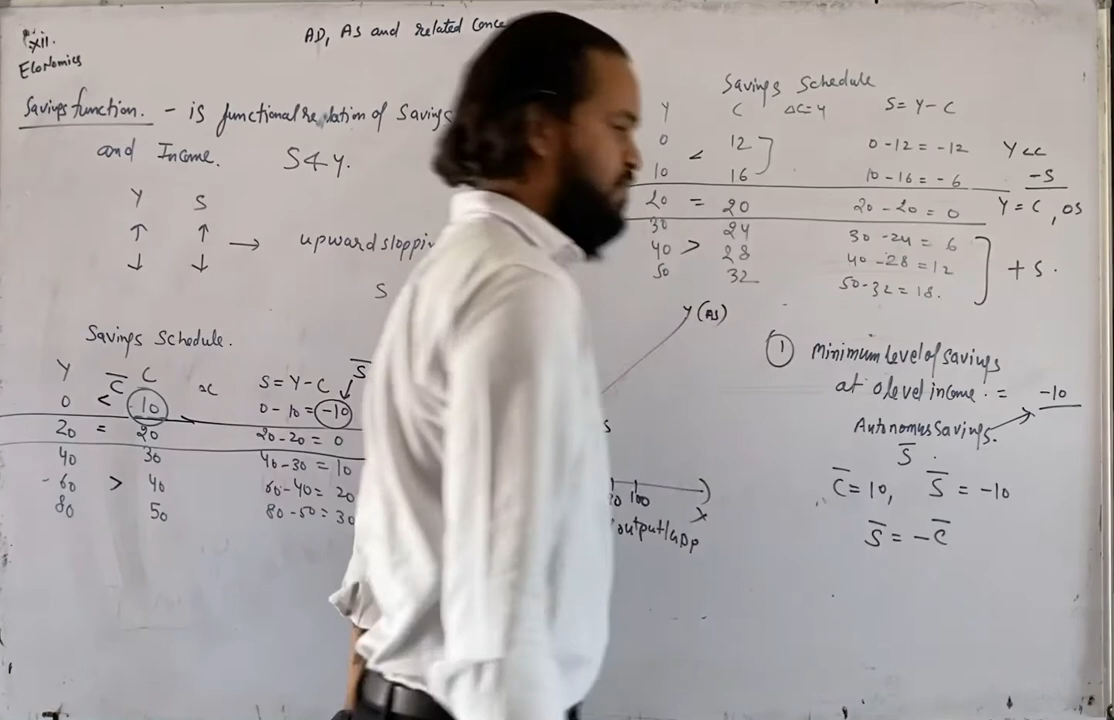 xii.
Economics
AD, AS and related Conce
Savings function. - is functional relation of Savings
and Income. S & Y.
Y S
↑ ↑
↓ ↓ → upward sloppin
S
Savings Schedule.
Y C̅ C S = Y - C S̅
0 < 10 0 - 10 = -10
20 = 20 20 - 20 = 0
40 30 40 - 30 = 10
60 > 40 60 - 40 = 20
80 50 80 - 50 = 30
Y (AS)
S
100
X
output/GDP
Savings Schedule
Y C ΔC=4 S = Y - C
0 12 0-12 = -12 Y<C
<
10 16 10-16 = -6 -S
20 = 20 20-20 = 0 Y = C, 0S
30 24 30-24 = 6
40 > 28 40-28 = 12 + S.
50 32 50-32 = 18.
① Minimum level of savings
at 0 level income. = -10
Autonomus Savings.
S̅.
C̅ = 10, S̅ = -10
S̅ = -C̅